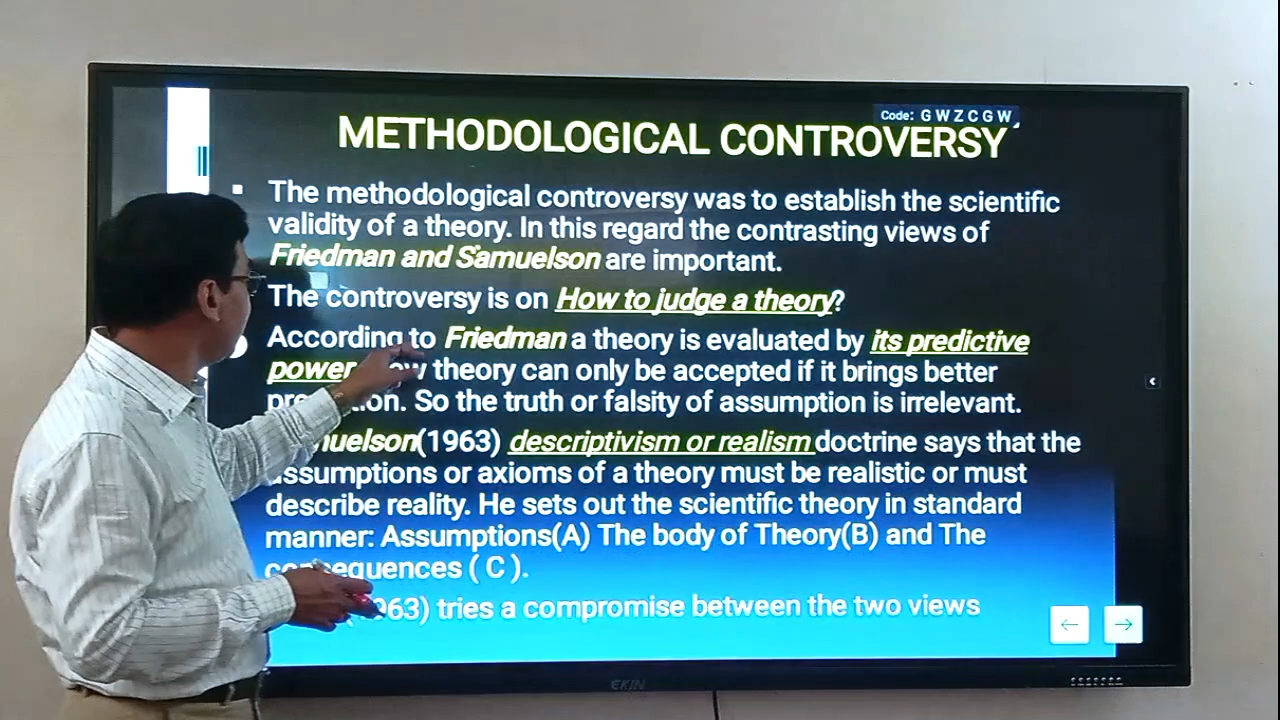 Code: G W Z C G W
METHODOLOGICAL CONTROVERSY
The methodological controversy was to establish the scientific
validity of a theory. In this regard the contrasting views of
Friedman and Samuelson are important.
The controversy is on How to judge a theory?
According to Friedman a theory is evaluated by its predictive
power theory can only be accepted if it brings better
So the truth or falsity of assumption is irrelevant.
(1963) descriptivism or realism doctrine says that the
assumptions or axioms of a theory must be realistic or must
describe reality. He sets out the scientific theory in standard
manner: Assumptions(A) The body of Theory(B) and The
consequences ( C ).
tries a compromise between the two views
EKIN